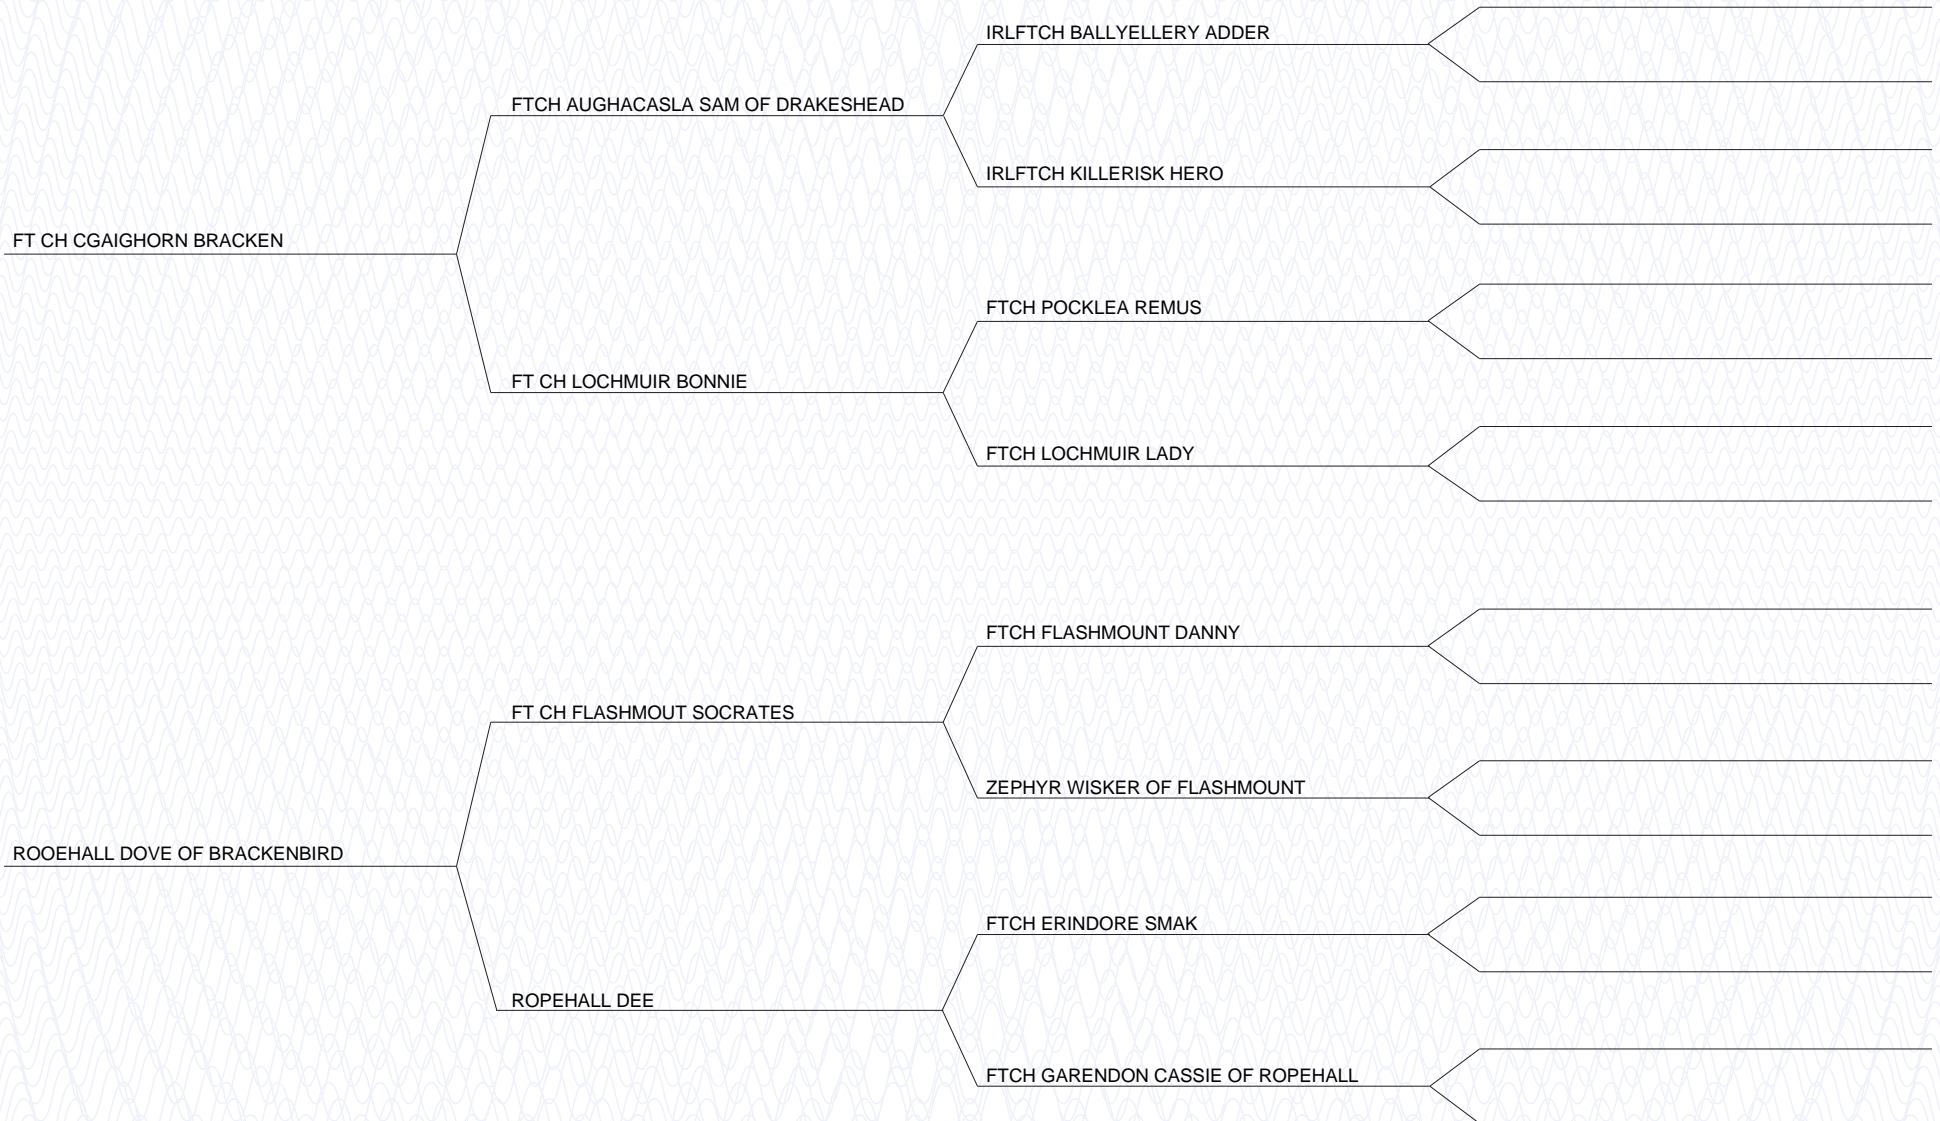 IRLFTCH BALLYELLERY ADDER
FTCH AUGHACASLA SAM OF DRAKESHEAD
IRLFTCH KILLERISK HERO
FT CH CGAIGHORN BRACKEN
FTCH POCKLEA REMUS
FT CH LOCHMUIR BONNIE
FTCH LOCHMUIR LADY
FTCH FLASHMOUNT DANNY
FT CH FLASHMOUT SOCRATES
ZEPHYR WISKER OF FLASHMOUNT
ROOEHALL DOVE OF BRACKENBIRD
FTCH ERINDORE SMAK
ROPEHALL DEE
FTCH GARENDON CASSIE OF ROPEHALL